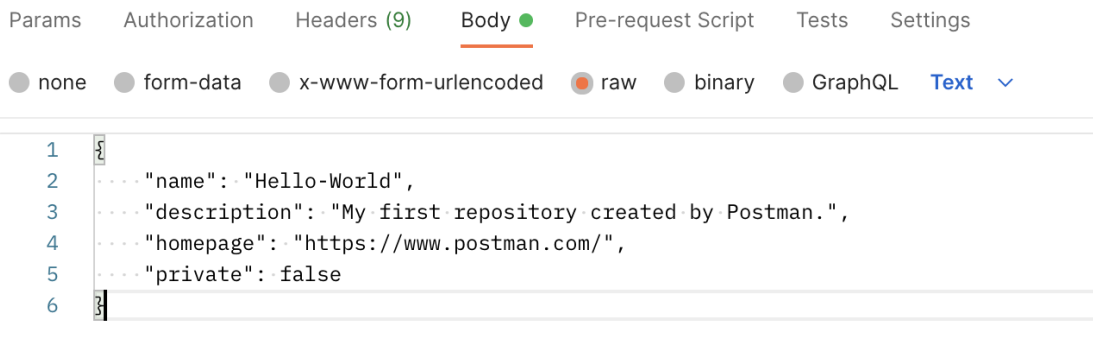 Params Authorization Headers (9) Body Pre-request Script Tests Settings
none form-data x-www-form-urlencoded raw binary GraphQL Text
1 {
2 "name": "Hello-World",
3 "description": "My first repository created by Postman.",
4 "homepage": "https://www.postman.com/",
5 "private": false
6 }